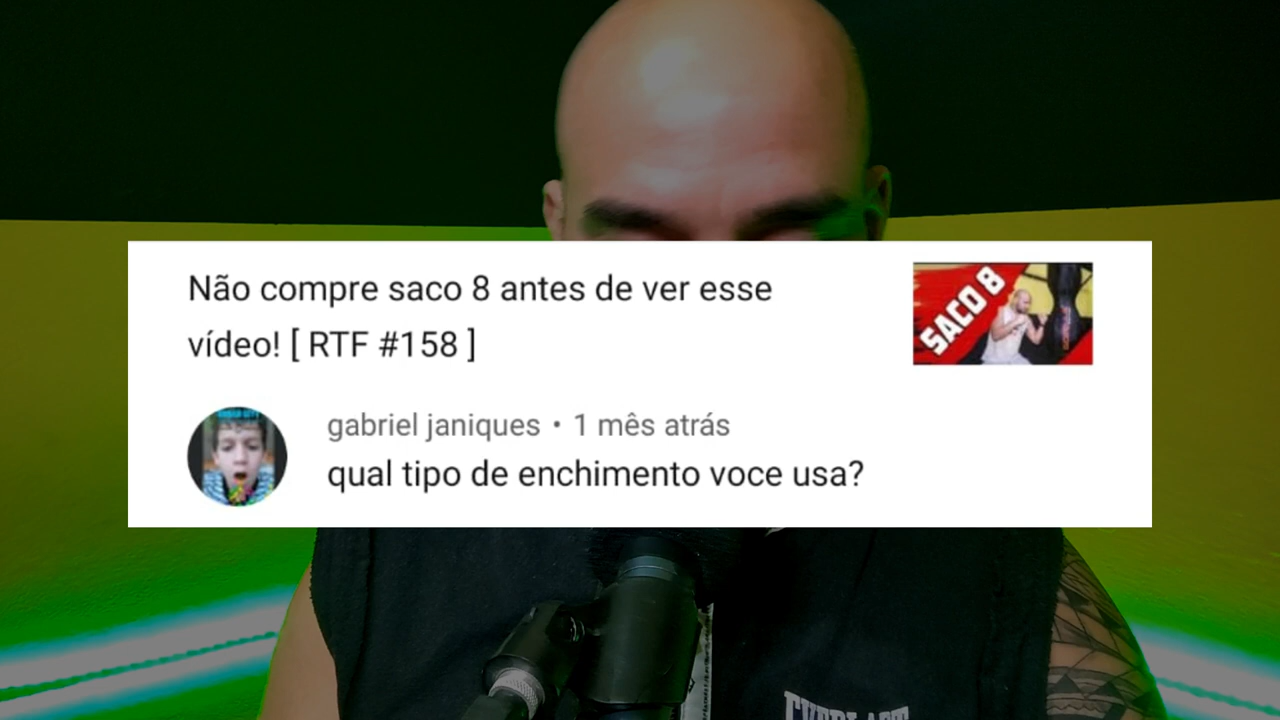 Não compre saco 8 antes de ver esse
vídeo! [ RTF #158 ]
SACO 8
gabriel janiques • 1 mês atrás
qual tipo de enchimento voce usa?
EVERLAST